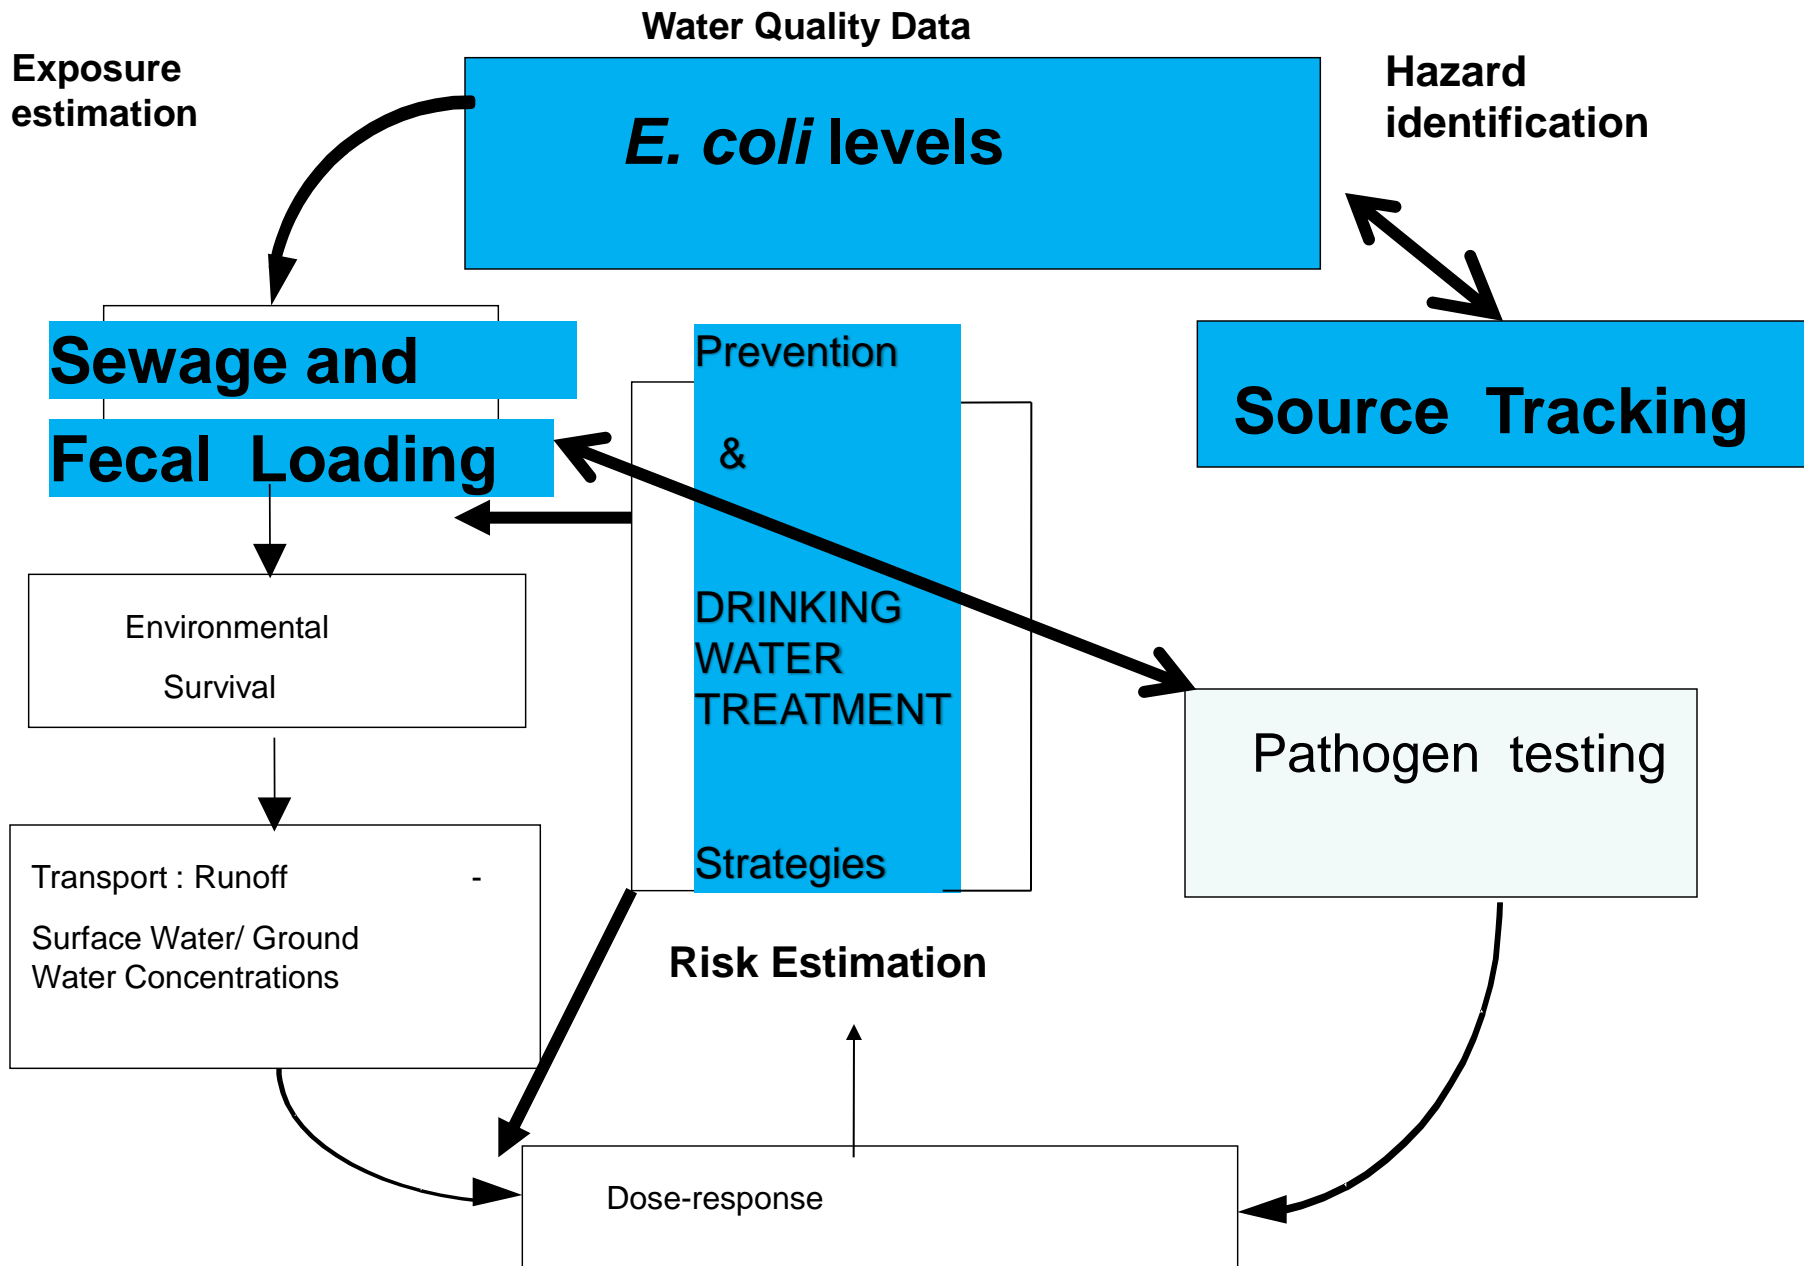 Water Quality Data
Exposure
estimation
Hazard
identification
E. coli levels
Sewage and
Fecal Loading
Prevention
&
DRINKING
WATER
TREATMENT
Strategies
Source Tracking
Environmental
Survival
Pathogen testing
Transport : Runoff -
Surface Water/ Ground
Water Concentrations
Risk Estimation
Dose-response